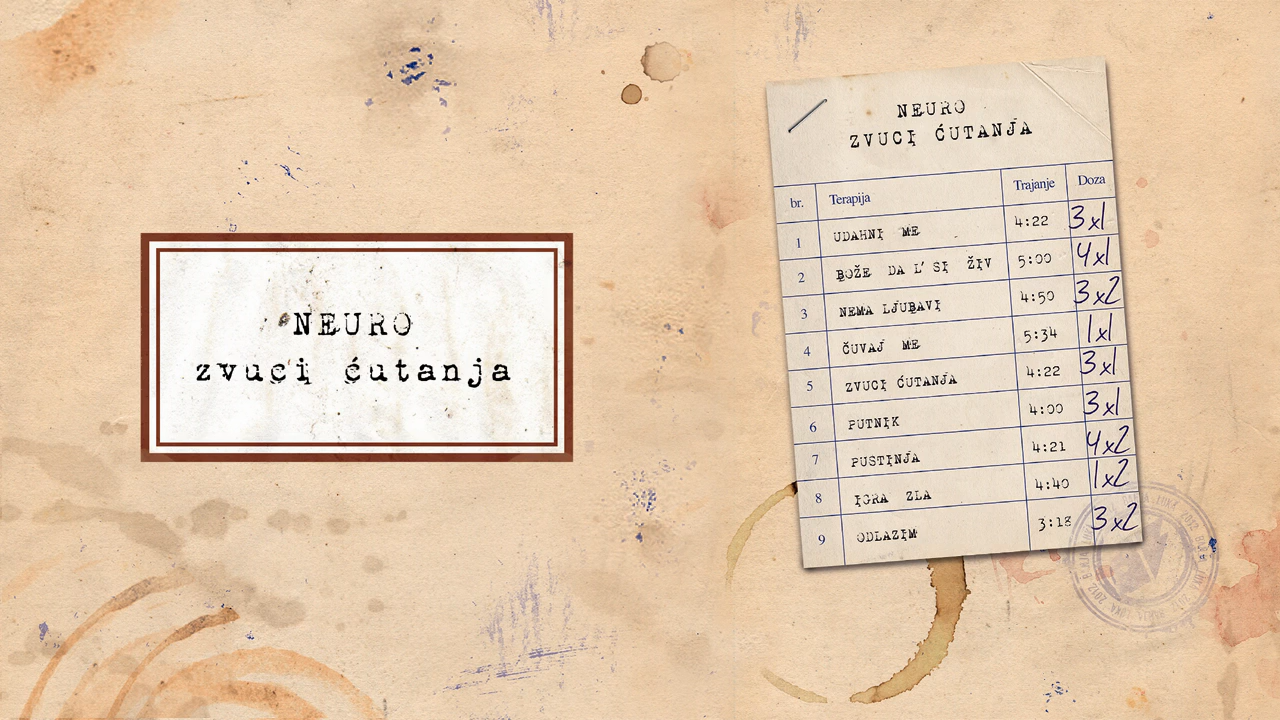 NEURO
zvuci ćutanja
NEURO
ZVUCI ĆUTANJA
br. Terapija Trajanje Doza
1 UDAHNI ME 4:22 3x1
2 BOŽE DA L' SI ŽIV 5:00 4x1
3 NEMA LJUBAVI 4:50 3x2
4 ČUVAJ ME 5:34 1x1
5 ZVUCI ĆUTANJA 4:22 3x1
6 PUTNIK 4:00 3x1
7 PUSTINJA 4:21 4x2
8 IGRA ZLA 4:40 1x2
9 ODLAZIM 3:18 3x2
LUKA 2012